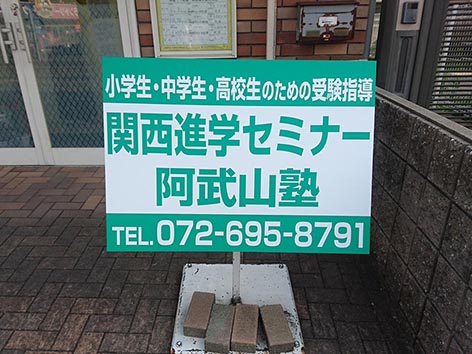 小学生・中学生・高校生のための受験指導
関西進学セミナー
阿武山塾
TEL.072-695-8791